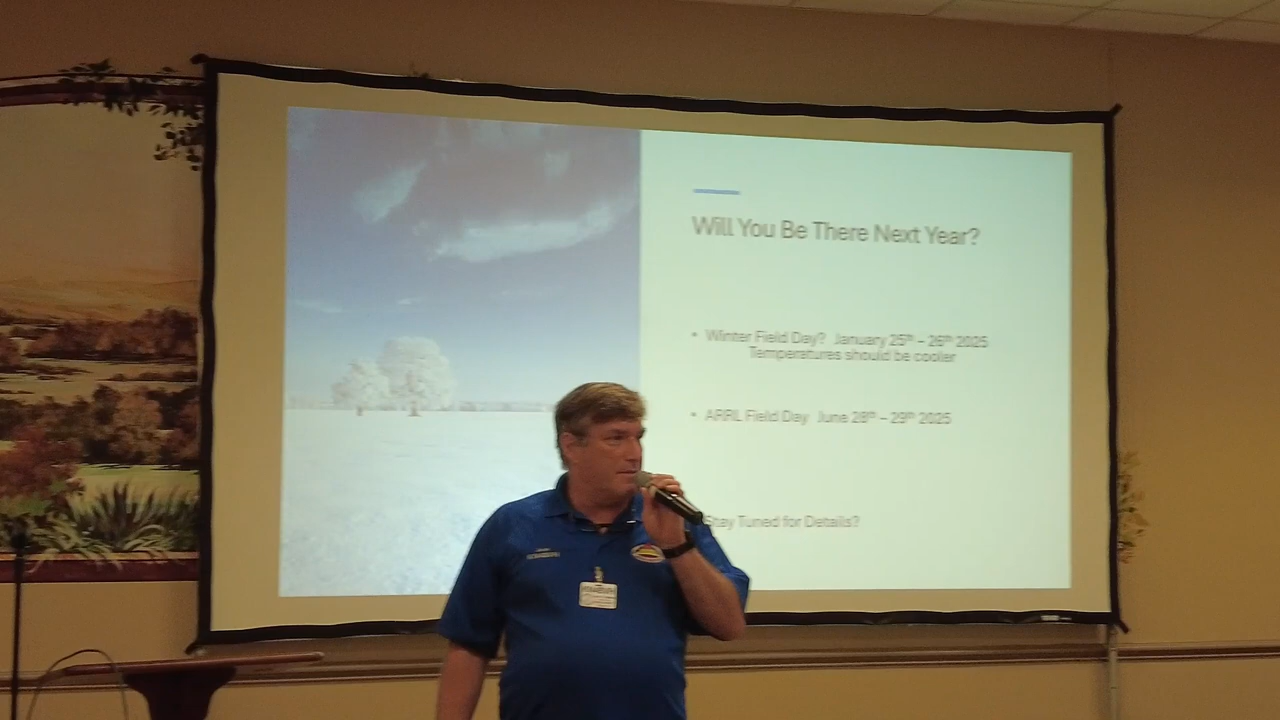 Will You Be There Next Year?
• Winter Field Day? January 25th – 26th 2025
Temperatures should be cooler
• ARRL Field Day June 28th – 29th 2025
Stay Tuned for Details?